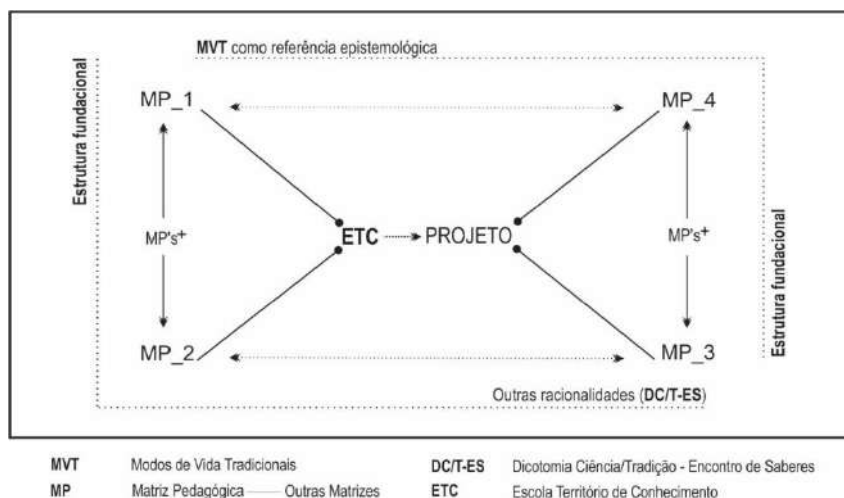 MVT como referência epistemológica
Estrutura fundacional
MP_1
MP_4
MP's+
ETC
PROJETO
MP's+
Estrutura fundacional
MP_2
MP_3
Outras racionalidades (DC/T-ES)
MVT Modos de Vida Tradicionais
DC/T-ES Dicotomia Ciência/Tradição - Encontro de Saberes
MP Matriz Pedagógica Outras Matrizes
ETC Escola Território de Conhecimento